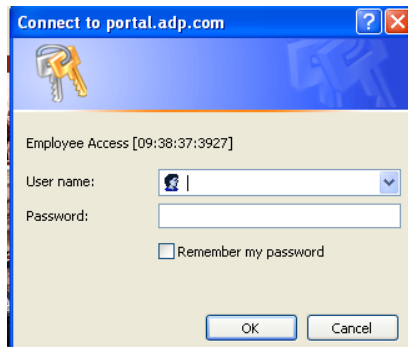 Connect to portal.adp.com
Employee Access [09:38:37:3927]
User name:
Password:
Remember my password
OK Cancel